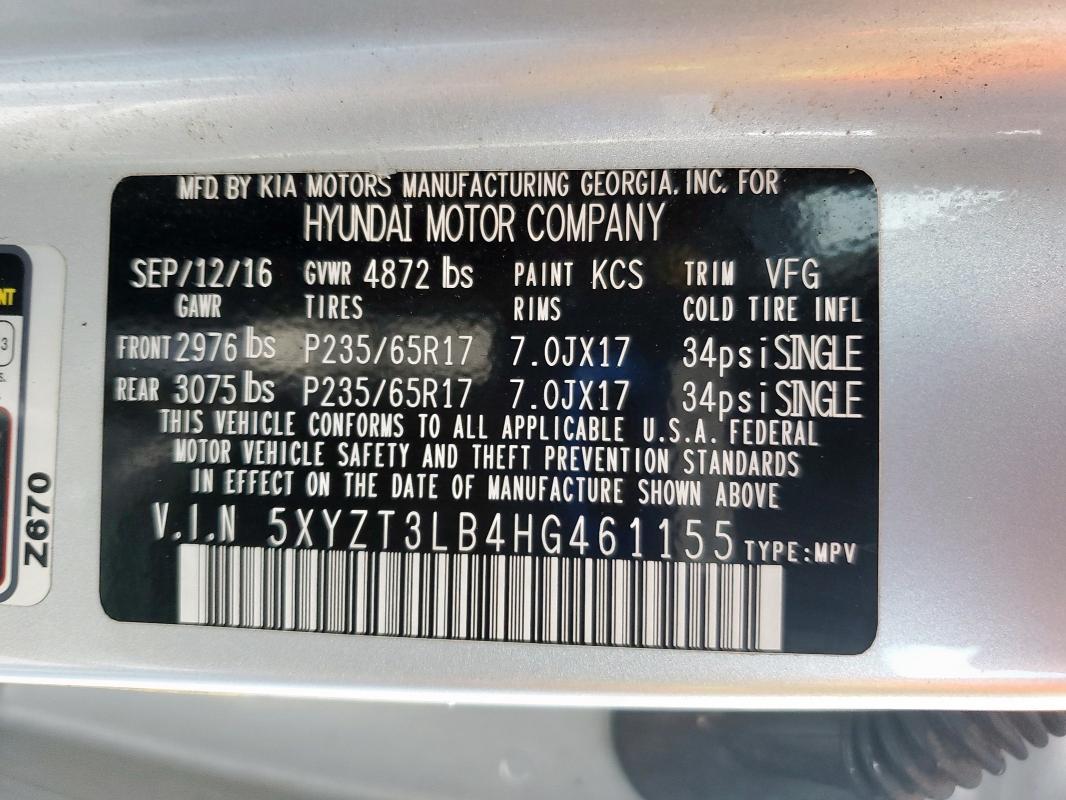 MFD. BY KIA MOTORS MANUFACTURING GEORGIA, INC. FOR
HYUNDAI MOTOR COMPANY
SEP/12/16 GVWR 4872 lbs PAINT KCS TRIM VFG
GAWR TIRES RIMS COLD TIRE INFL
FRONT 2976 lbs P235/65R17 7.0JX17 34psi SINGLE
REAR 3075 lbs P235/65R17 7.0JX17 34psi SINGLE
THIS VEHICLE CONFORMS TO ALL APPLICABLE U.S.A. FEDERAL
MOTOR VEHICLE SAFETY AND THEFT PREVENTION STANDARDS
IN EFFECT ON THE DATE OF MANUFACTURE SHOWN ABOVE
V.I.N 5XYZT3LB4HG461155 TYPE:MPV
NT
3
Z670